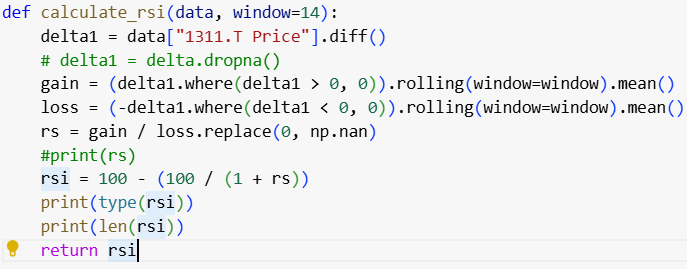 def calculate_rsi(data, window=14):
    delta1 = data["1311.T Price"].diff()
    # delta1 = delta.dropna()
    gain = (delta1.where(delta1 > 0, 0)).rolling(window=window).mean()
    loss = (-delta1.where(delta1 < 0, 0)).rolling(window=window).mean()
    rs = gain / loss.replace(0, np.nan)
    #print(rs)
    rsi = 100 - (100 / (1 + rs))
    print(type(rsi))
    print(len(rsi))
    return rsi